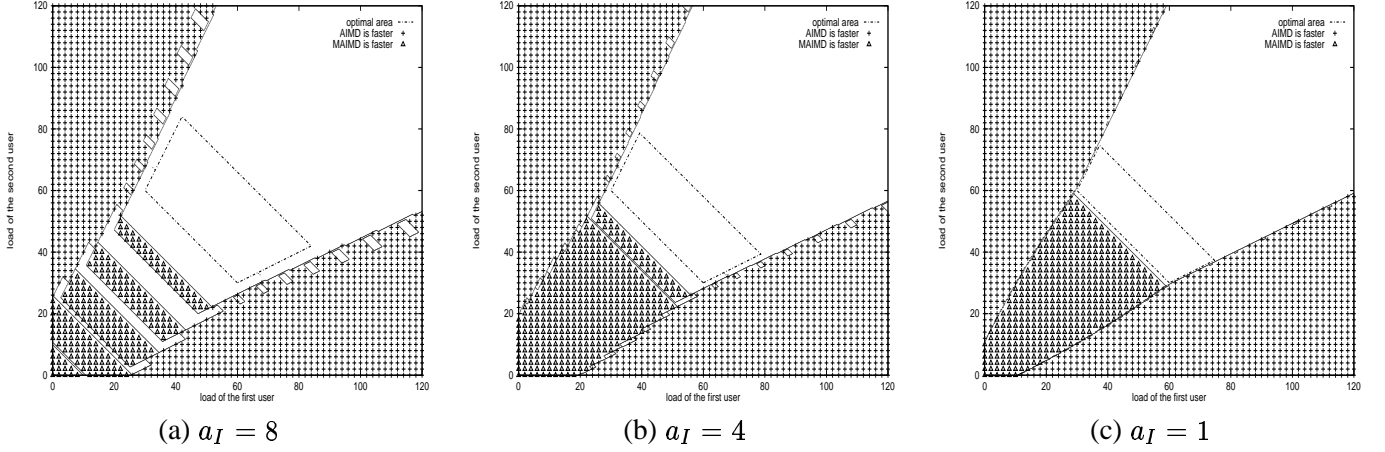 120
100
80
60
40
20
0
0 20 40 60 80 100 120
load of the second user
load of the first user
optimal area
AIMD is faster
MAIMD is faster
(a) a_I = 8
120
100
80
60
40
20
0
0 20 40 60 80 100 120
load of the second user
load of the first user
optimal area
AIMD is faster
MAIMD is faster
(b) a_I = 4
120
100
80
60
40
20
0
0 20 40 60 80 100 120
load of the second user
load of the first user
optimal area
AIMD is faster
MAIMD is faster
(c) a_I = 1